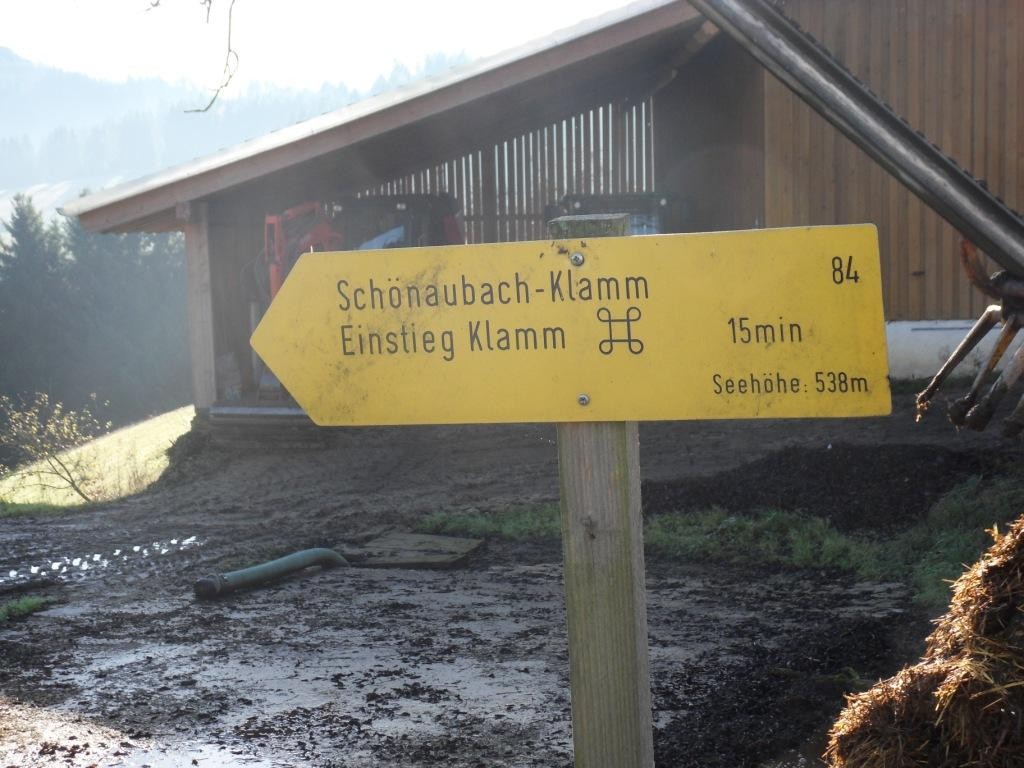 Schönaubach-Klamm
84
Einstieg Klamm ⌘
15min
Seehöhe: 538m